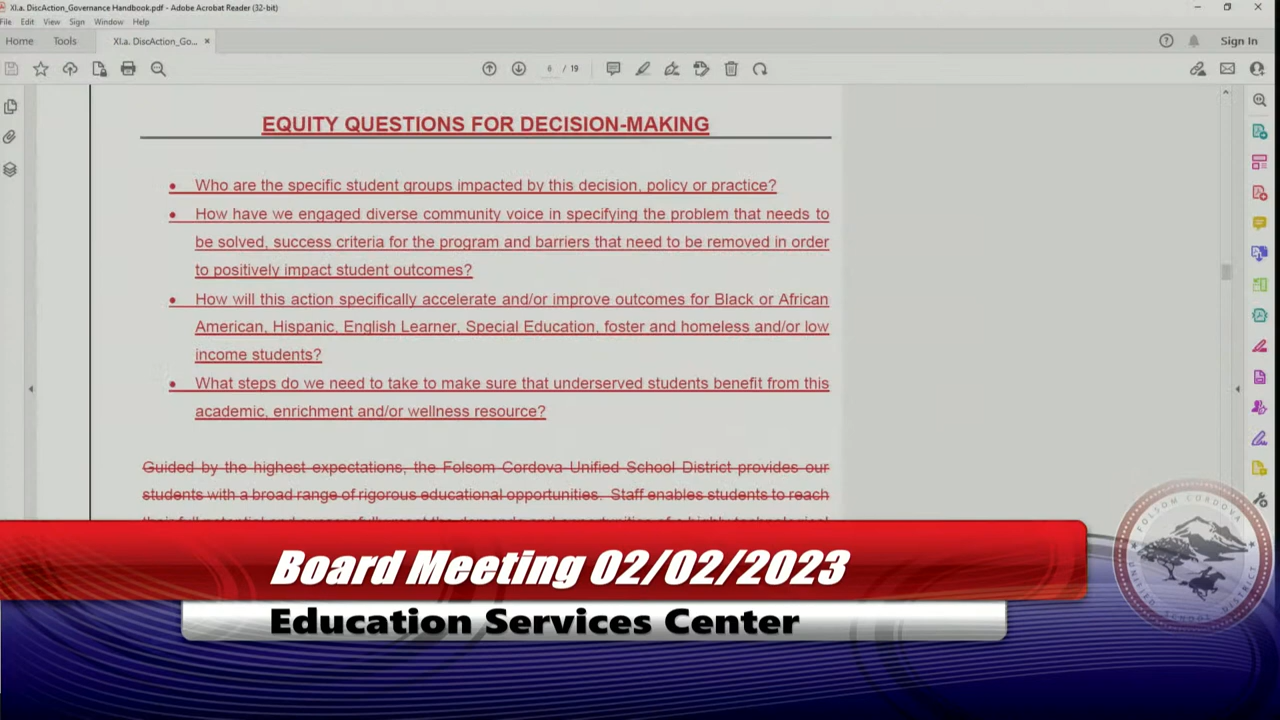 XI.a. DiscAction_Governance Handbook.pdf - Adobe Acrobat Reader (32-bit)
File Edit View Sign Window Help
Home Tools XI.a. DiscAction_Go... × Sign In
6 / 19
EQUITY QUESTIONS FOR DECISION-MAKING
• Who are the specific student groups impacted by this decision, policy or practice?
• How have we engaged diverse community voice in specifying the problem that needs to
be solved, success criteria for the program and barriers that need to be removed in order
to positively impact student outcomes?
• How will this action specifically accelerate and/or improve outcomes for Black or African
American, Hispanic, English Learner, Special Education, foster and homeless and/or low
income students?
• What steps do we need to take to make sure that underserved students benefit from this
academic, enrichment and/or wellness resource?
Guided by the highest expectations, the Folsom Cordova Unified School District provides our
students with a broad range of rigorous educational opportunities. Staff enables students to reach
Board Meeting 02/02/2023
Education Services Center
FOLSOM CORDOVA
UNIFIED SCHOOL DISTRICT